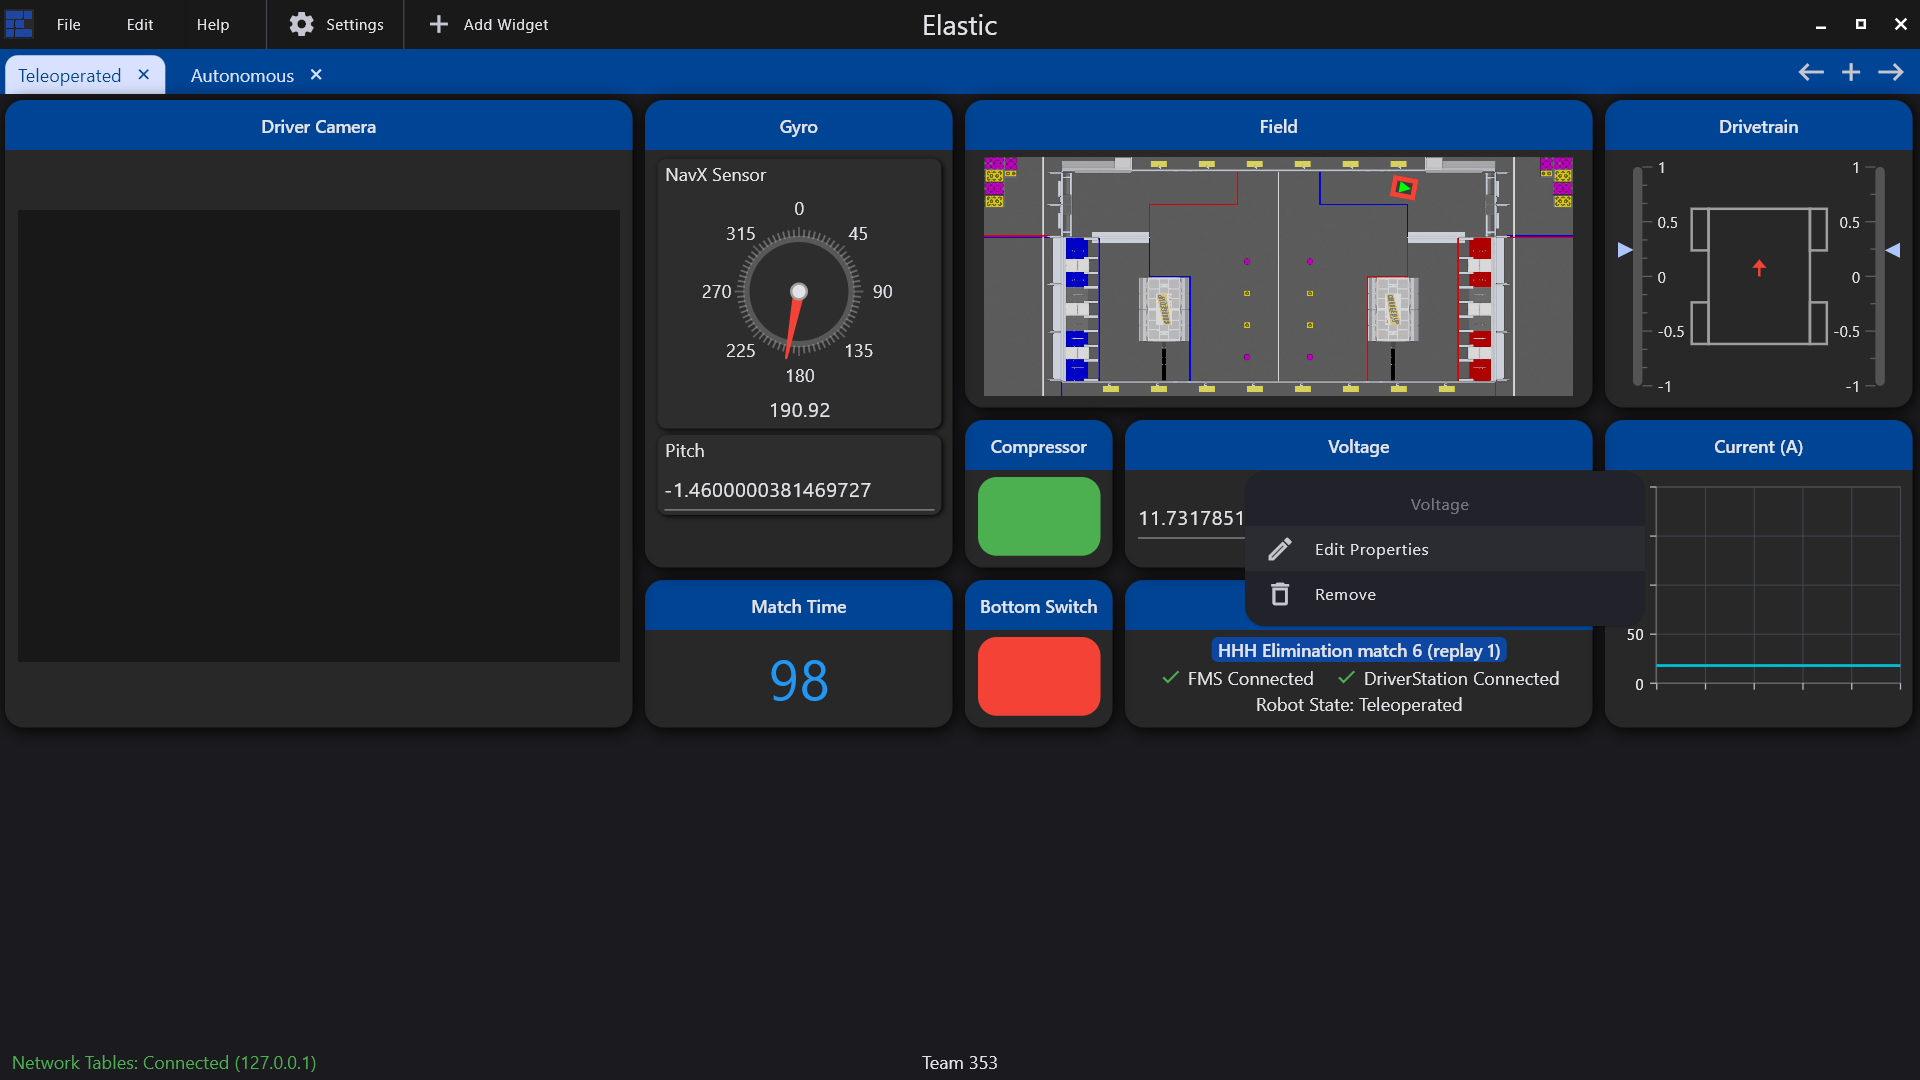 File Edit Help Settings Add Widget Elastic
Teleoperated Autonomous
Driver Camera
Gyro
NavX Sensor
0
315 45
270 90
225 135
180
190.92
Pitch
-1.4600000381469727
Field
Drivetrain
1 1
0.5 0.5
0 0
-0.5 -0.5
-1 -1
Compressor
Voltage
11.7317851
Voltage
Edit Properties
Remove
Current (A)
50
0
Match Time
98
Bottom Switch
HHH Elimination match 6 (replay 1)
FMS Connected DriverStation Connected
Robot State: Teleoperated
Network Tables: Connected (127.0.0.1)
Team 353